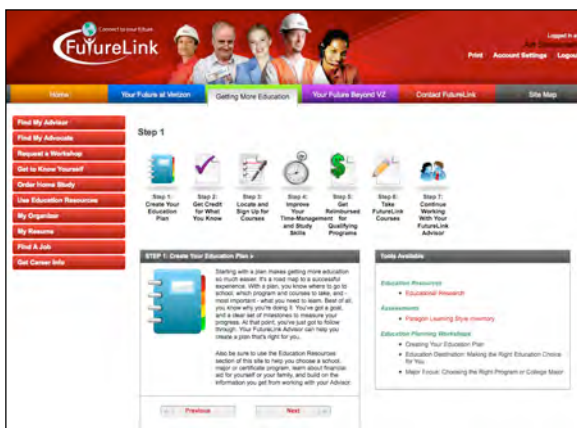 Connect to your future
FUTURELINK
Logged in as
Print Account Settings Logout
Home Your Future at Verizon Getting More Education Your Future Beyond VZ Contact FutureLink Site Map
Find My Advisor
Find My Advocate
Request a Workshop
Get to Know Yourself
Order Home Study
Use Education Resources
My Organizer
My Resume
Find A Job
Get Career Info
Step 1
Step 1:
Create Your
Education
Plan
Step 2:
Get Credit
for What
You Know
Step 3:
Locate and
Sign Up for
Courses
Step 4:
Improve
Your
Time-Management
and Study
Skills
Step 5:
Get
Reimbursed
for
Qualifying
Programs
Step 6:
Take
FutureLink
Courses
Step 7:
Continue
Working
With Your
FutureLink
Advisor
STEP 1: Create Your Education Plan >
Starting with a plan makes getting more education
so much easier. It's a road map to a successful
experience. With a plan, you know where to go to
school, which program and courses to take, and -
most important - what you need to learn. Best of all,
you know why you're doing it. You've got a goal,
and a clear set of milestones to measure your
progress. At that point, you've just got to follow
through. Your FutureLink Advisor can help you
create a plan that's right for you.
Also be sure to use the Education Resources
section of this site to help you choose a school,
major or certificate program, learn about financial
aid for yourself or your family, and build on the
information you get from working with your Advisor.
Previous Next
Tools Available
Education Resources
• Educational Research
Assessments
• Paragon Learning Style Inventory
Education Planning Workshops
• Creating Your Education Plan
• Education Destination: Making the Right Education Choice
for You
• Major Focus: Choosing the Right Program or College Major